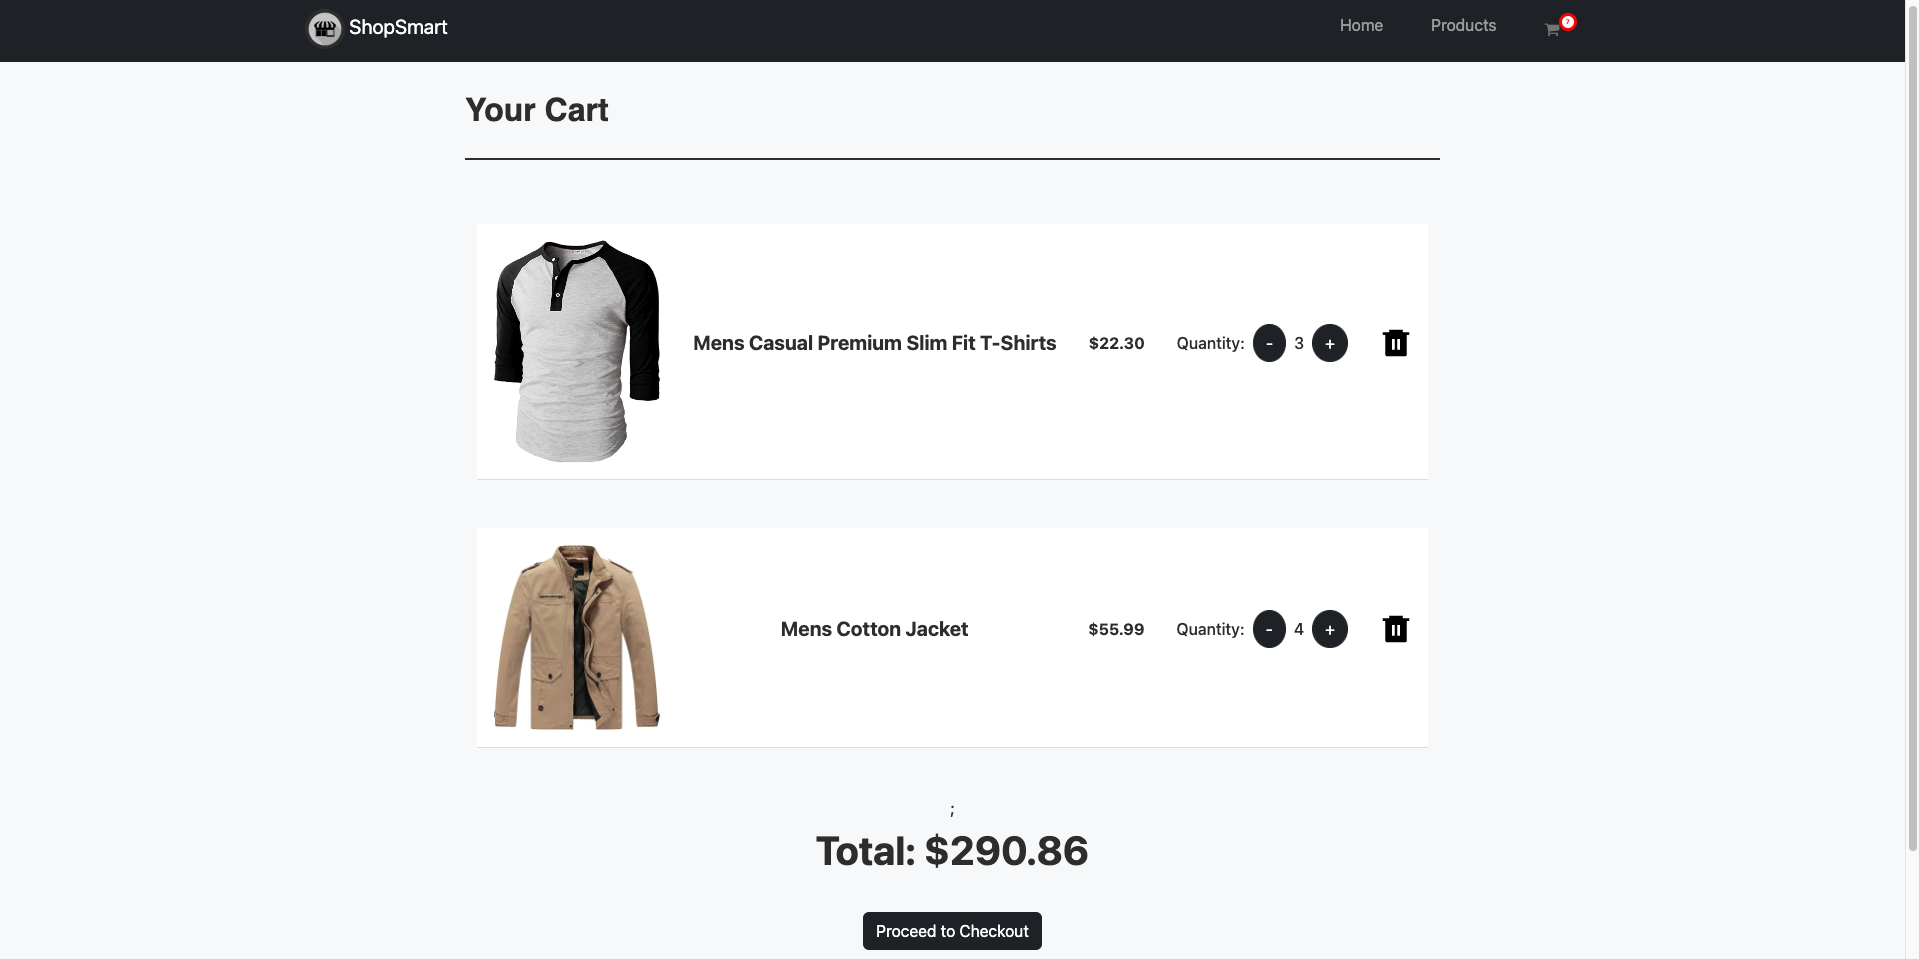 ShopSmart
Home Products
Your Cart
Mens Casual Premium Slim Fit T-Shirts $22.30 Quantity: - 3 +
Mens Cotton Jacket $55.99 Quantity: - 4 +
;
Total: $290.86
Proceed to Checkout